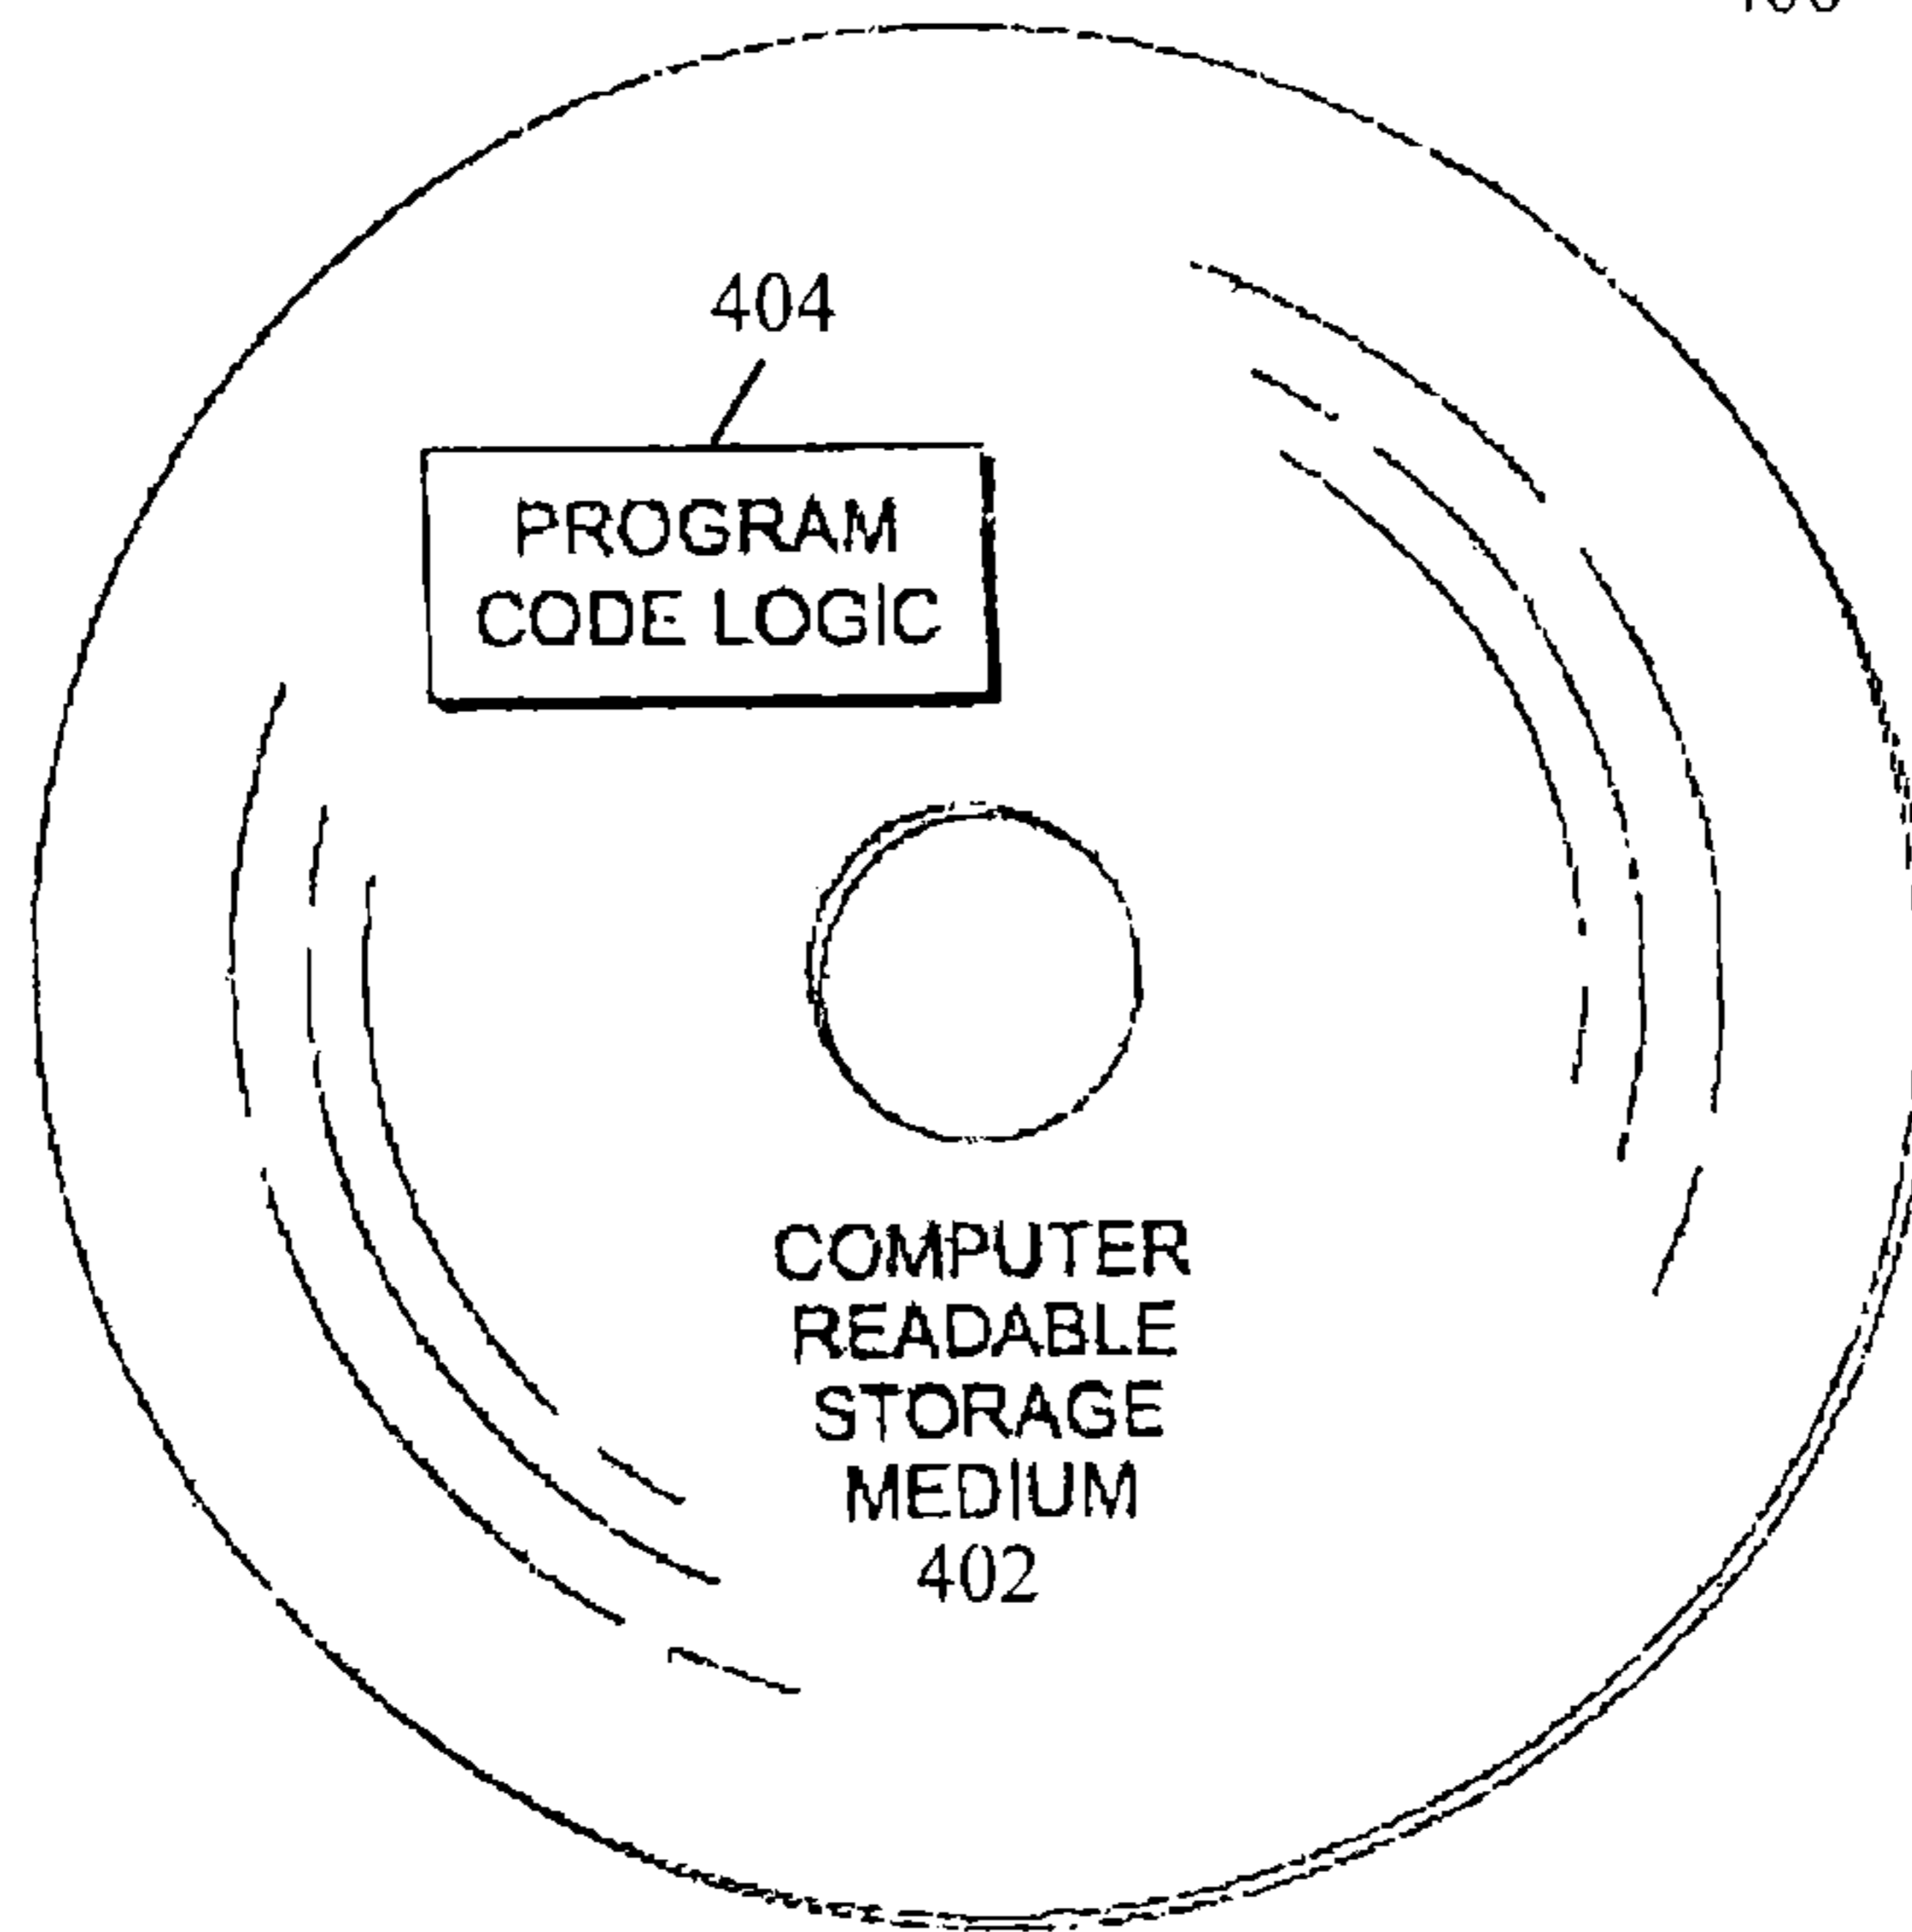 404
PROGRAM
CODE LOGIC
COMPUTER
READABLE
STORAGE
MEDIUM
402